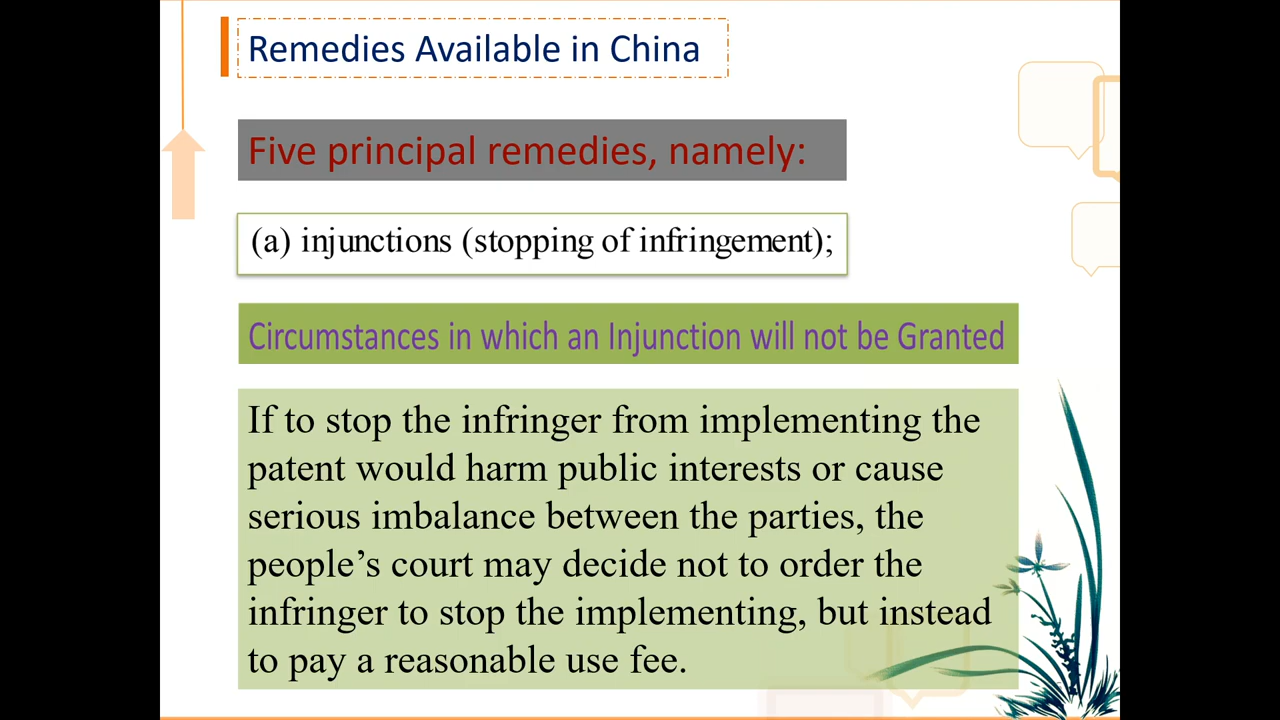 Remedies Available in China
Five principal remedies, namely:
(a) injunctions (stopping of infringement);
Circumstances in which an Injunction will not be Granted
If to stop the infringer from implementing the
patent would harm public interests or cause
serious imbalance between the parties, the
people’s court may decide not to order the
infringer to stop the implementing, but instead
to pay a reasonable use fee.